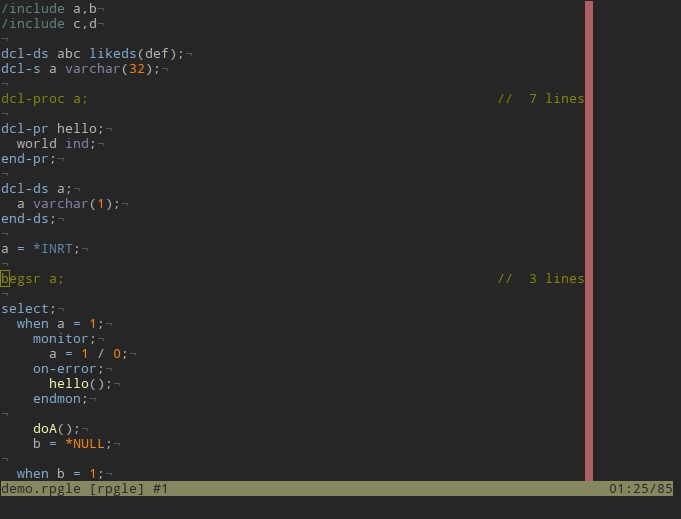 /include a,b¬
/include c,d¬
¬
dcl-ds abc likeds(def);¬
dcl-s a varchar(32);¬
¬
dcl-proc a; // 7 lines
¬
dcl-pr hello;¬
  world ind;¬
end-pr;¬
¬
dcl-ds a;¬
  a varchar(1);¬
end-ds;¬
¬
a = *INRT;¬
¬
begsr a; // 3 lines
¬
select;¬
  when a = 1;¬
    monitor;¬
      a = 1 / 0;¬
    on-error;¬
      hello();¬
    endmon;¬
¬
    doA();¬
    b = *NULL;¬
¬
  when b = 1;¬
demo.rpgle [rpgle] #1 01:25/85